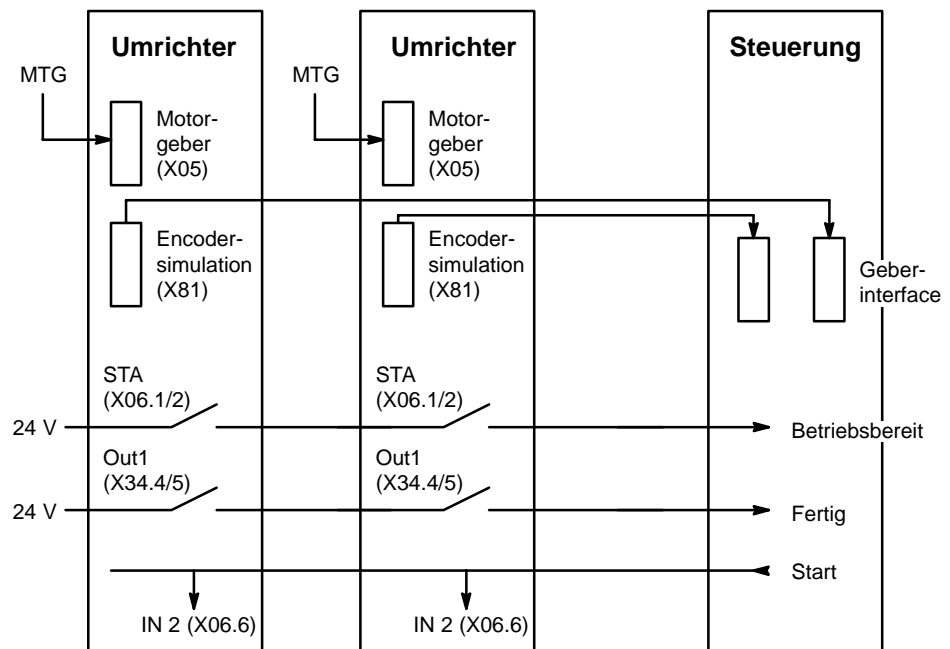 Umrichter
Umrichter
Steuerung
MTG
MTG
Motor-
geber
(X05)
Motor-
geber
(X05)
Encoder-
simulation
(X81)
Encoder-
simulation
(X81)
Geber-
interface
STA
(X06.1/2)
STA
(X06.1/2)
24 V
Betriebsbereit
Out1
(X34.4/5)
Out1
(X34.4/5)
24 V
Fertig
Start
IN 2 (X06.6)
IN 2 (X06.6)